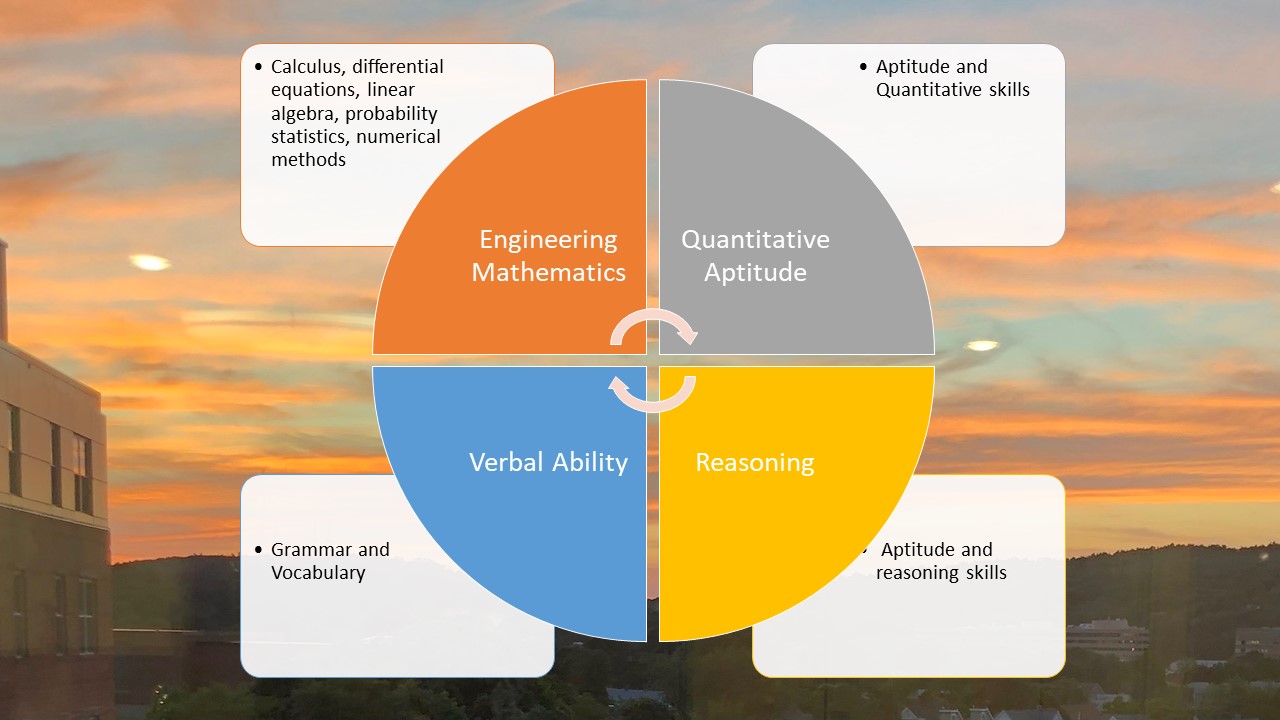 • Calculus, differential
equations, linear
algebra, probability
statistics, numerical
methods
• Aptitude and
Quantitative skills
Engineering
Mathematics
Quantitative
Aptitude
Verbal Ability
Reasoning
• Grammar and
Vocabulary
• Aptitude and
reasoning skills